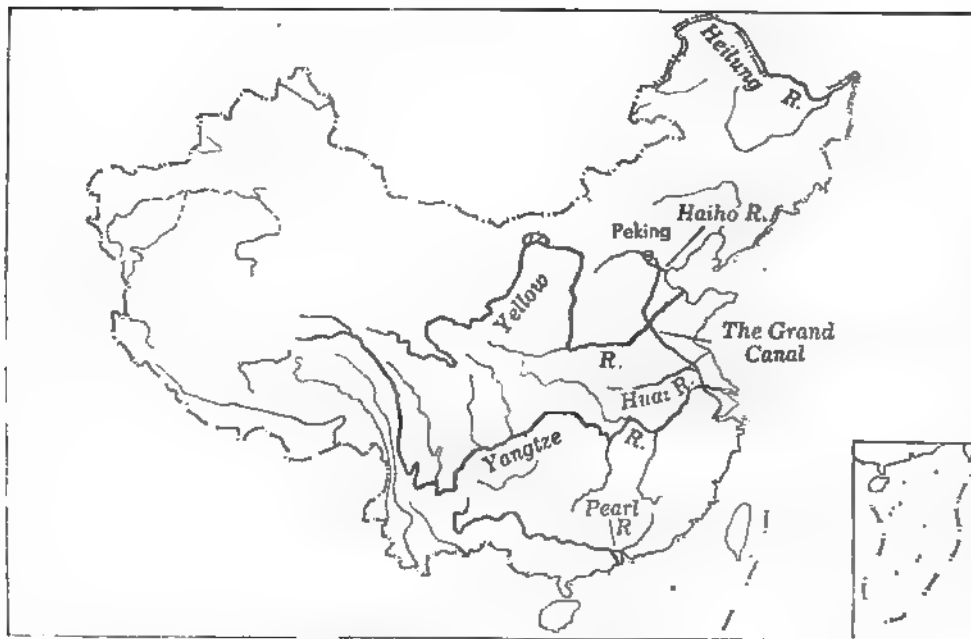 Heilung
R.
Haiho R.
Peking
Yellow
R.
The Grand
Canal
Huai R.
Yangtze
R.
Pearl
R